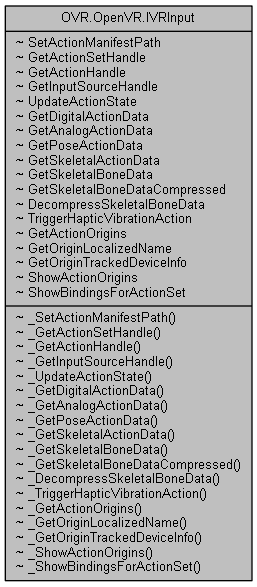 OVR.OpenVR.IVRInput
~ SetActionManifestPath
~ GetActionSetHandle
~ GetActionHandle
~ GetInputSourceHandle
~ UpdateActionState
~ GetDigitalActionData
~ GetAnalogActionData
~ GetPoseActionData
~ GetSkeletalActionData
~ GetSkeletalBoneData
~ GetSkeletalBoneDataCompressed
~ DecompressSkeletalBoneData
~ TriggerHapticVibrationAction
~ GetActionOrigins
~ GetOriginLocalizedName
~ GetOriginTrackedDeviceInfo
~ ShowActionOrigins
~ ShowBindingsForActionSet
~ _SetActionManifestPath()
~ _GetActionSetHandle()
~ _GetActionHandle()
~ _GetInputSourceHandle()
~ _UpdateActionState()
~ _GetDigitalActionData()
~ _GetAnalogActionData()
~ _GetPoseActionData()
~ _GetSkeletalActionData()
~ _GetSkeletalBoneData()
~ _GetSkeletalBoneDataCompressed()
~ _DecompressSkeletalBoneData()
~ _TriggerHapticVibrationAction()
~ _GetActionOrigins()
~ _GetOriginLocalizedName()
~ _GetOriginTrackedDeviceInfo()
~ _ShowActionOrigins()
~ _ShowBindingsForActionSet()